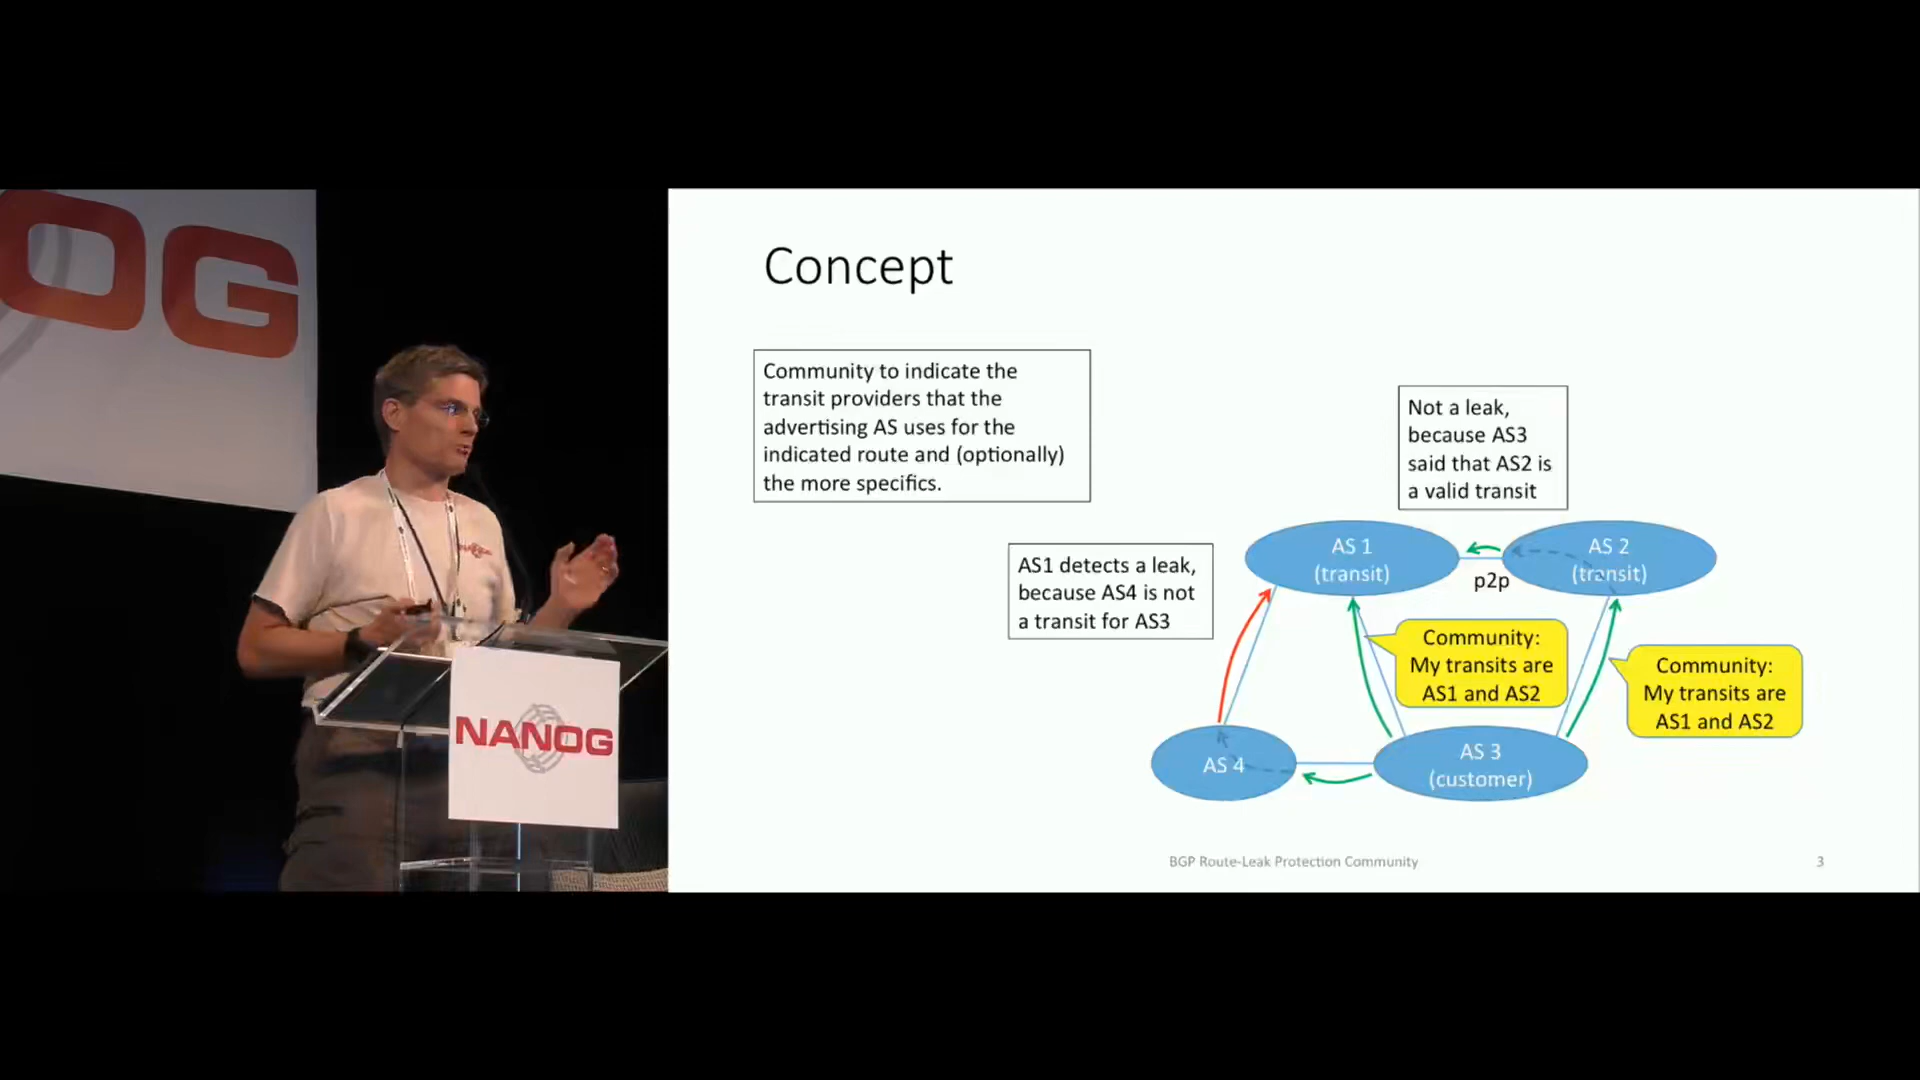 OG
NANOG
Concept
Community to indicate the
transit providers that the
advertising AS uses for the
indicated route and (optionally)
the more specifics.
Not a leak,
because AS3
said that AS2 is
a valid transit
AS1 detects a leak,
because AS4 is not
a transit for AS3
AS 1
(transit)
p2p
AS 2
(transit)
Community:
My transits are
AS1 and AS2
Community:
My transits are
AS1 and AS2
AS 4
AS 3
(customer)
BGP Route-Leak Protection Community
3